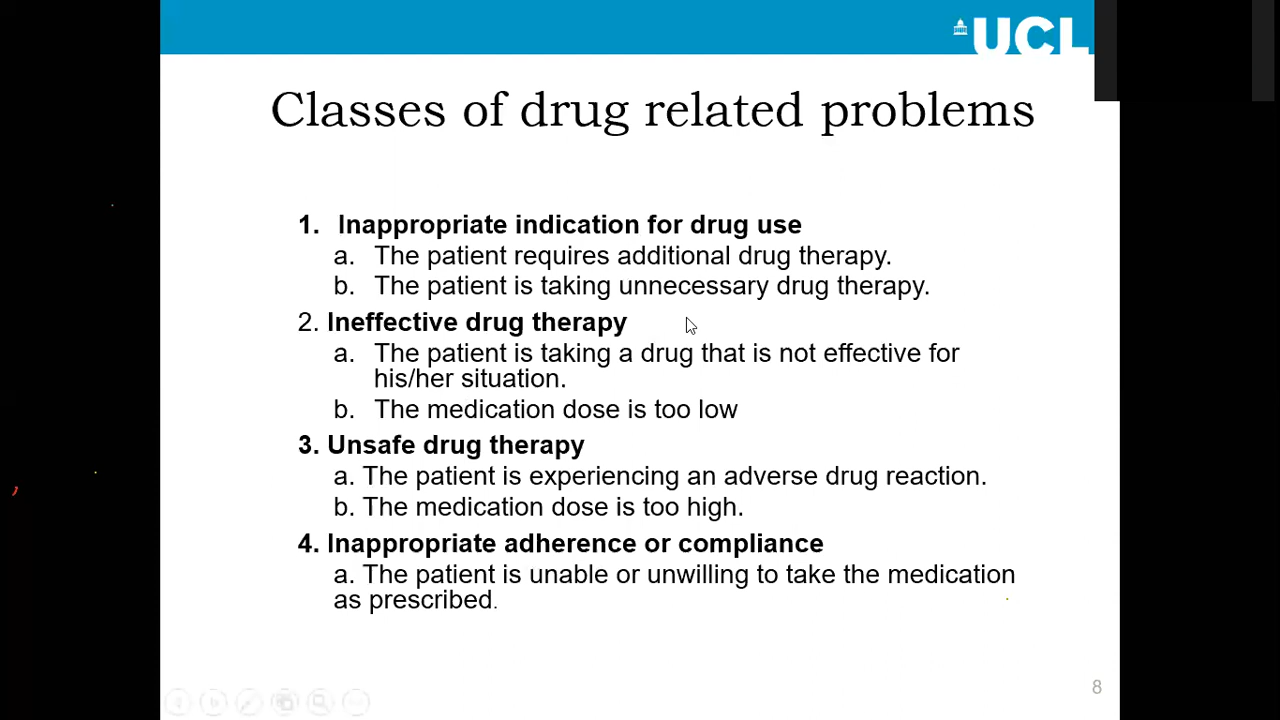 UCL
Classes of drug related problems
1. Inappropriate indication for drug use
a. The patient requires additional drug therapy.
b. The patient is taking unnecessary drug therapy.
2. Ineffective drug therapy
a. The patient is taking a drug that is not effective for
his/her situation.
b. The medication dose is too low
3. Unsafe drug therapy
a. The patient is experiencing an adverse drug reaction.
b. The medication dose is too high.
4. Inappropriate adherence or compliance
a. The patient is unable or unwilling to take the medication
as prescribed.
8